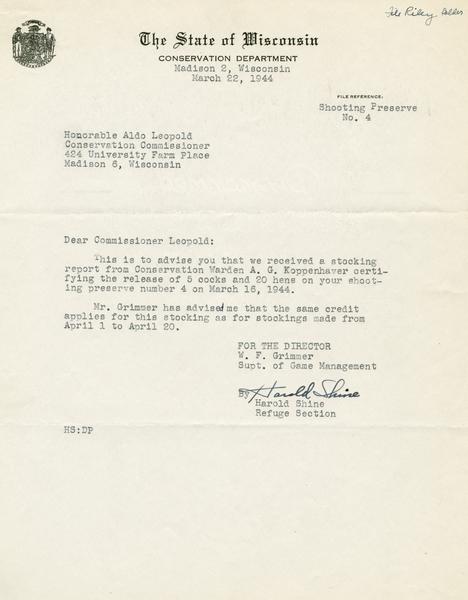 File Riley folder
The State of Wisconsin
CONSERVATION DEPARTMENT
Madison 2, Wisconsin
March 22, 1944
FILE REFERENCE:
Shooting Preserve
No. 4
Honorable Aldo Leopold
Conservation Commissioner
424 University Farm Place
Madison 6, Wisconsin
Dear Commissioner Leopold:
This is to advise you that we received a stocking
report from Conservation Warden A. G. Koppenhaver certi-
fying the release of 5 cocks and 20 hens on your shoot-
ing preserve number 4 on March 16, 1944.
Mr. Grimmer has advised me that the same credit
applies for this stocking as for stockings made from
April 1 to April 20.
FOR THE DIRECTOR
W. F. Grimmer
Supt. of Game Management
By Harold Shine
Harold Shine
Refuge Section
HS:DP